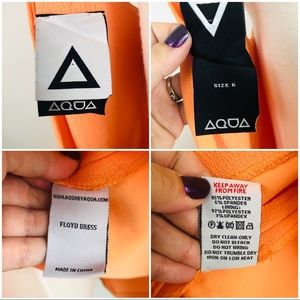 AQUA
SIZE 6
AQUA
WWW.AQUABYAQUA.COM
FLOYD DRESS
MADE IN CHINA
KEEP AWAY
FROM FIRE
95%POLYESTER
5%SPANDEX
LINING:
97%POLYESTER
3%SPANDEX
DRY CLEAN ONLY
DO NOT BLEACH
DO NOT WRING
DO NOT TRUMBLE DRY
IRON ON LOW HEAT